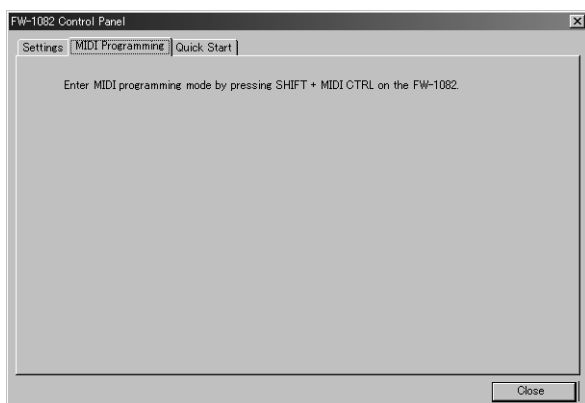 FW-1082 Control Panel
Settings MIDI Programming Quick Start
Enter MIDI programming mode by pressing SHIFT + MIDI CTRL on the FW-1082.
Close